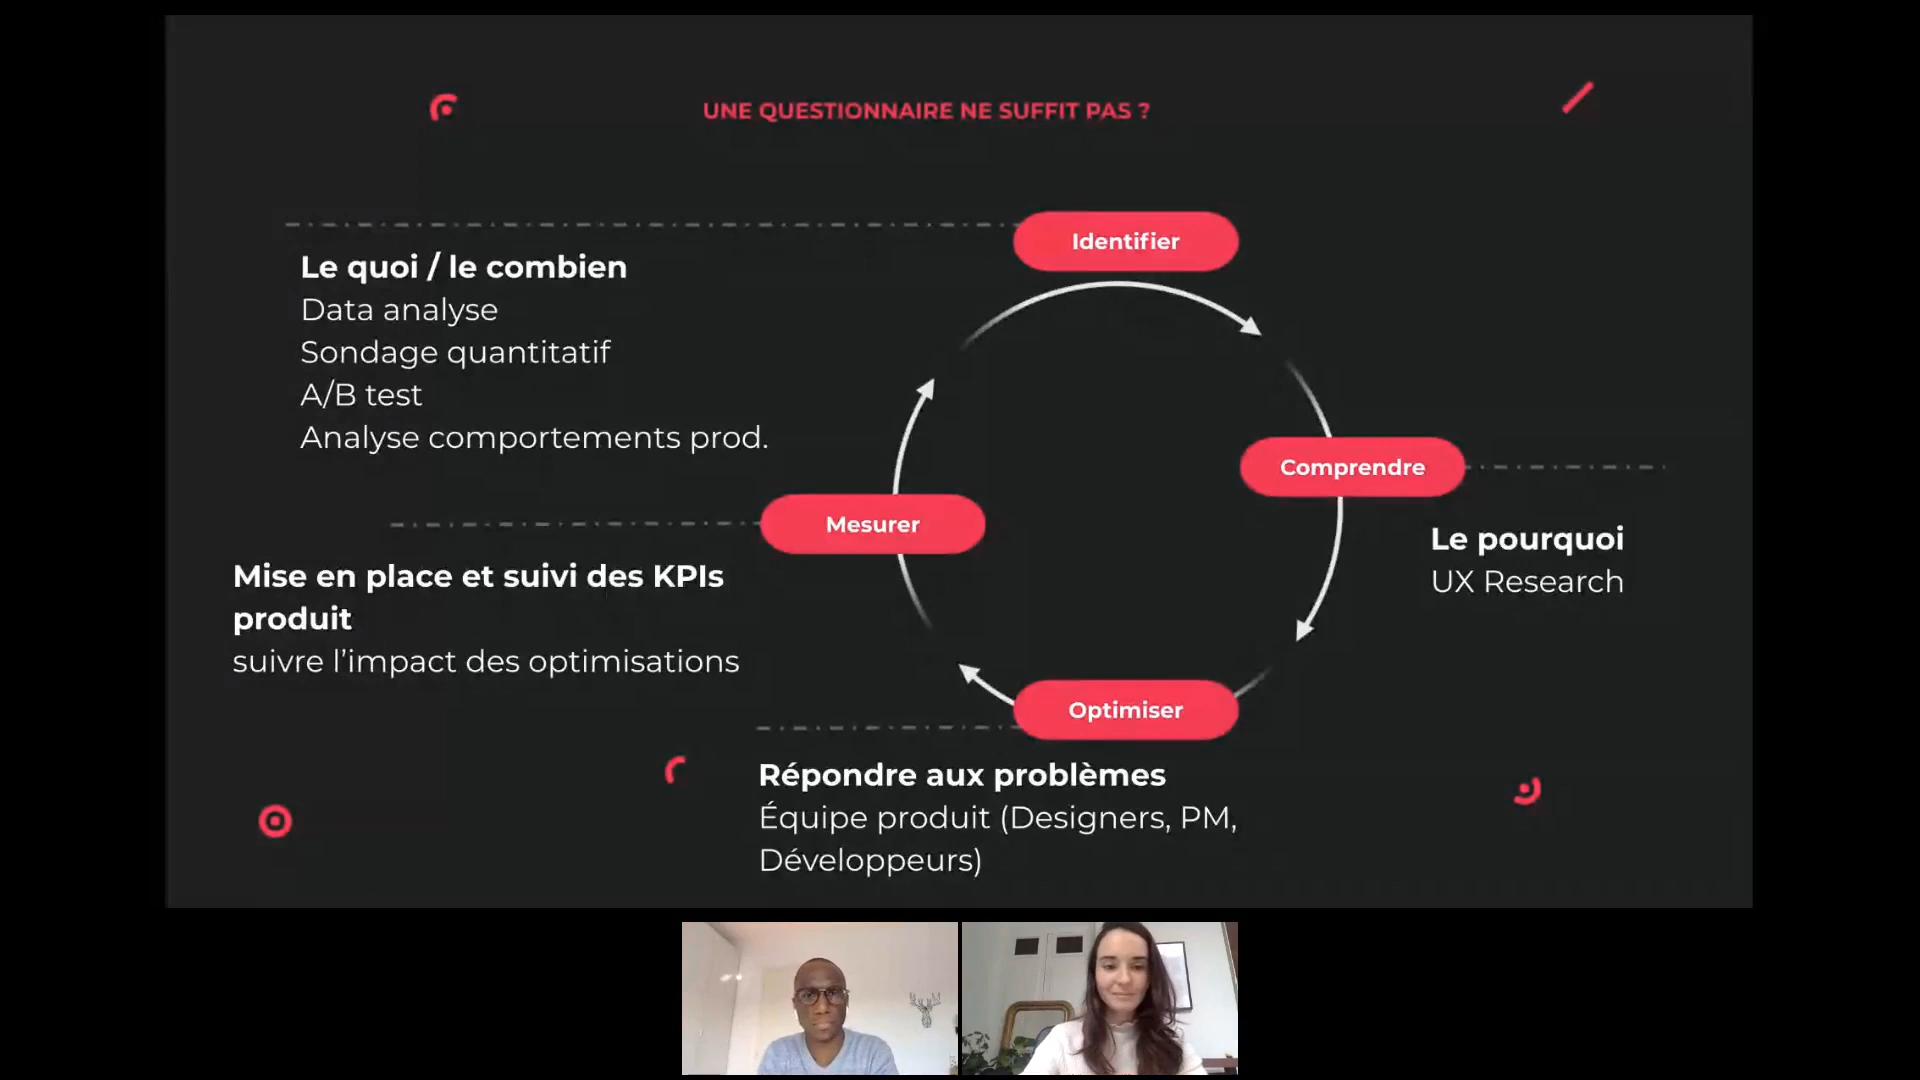 UNE QUESTIONNAIRE NE SUFFIT PAS ?
Identifier
Le quoi / le combien
Data analyse
Sondage quantitatif
A/B test
Analyse comportements prod.
Comprendre
Le pourquoi
UX Research
Mesurer
Mise en place et suivi des KPIs
produit
suivre l’impact des optimisations
Optimiser
Répondre aux problèmes
Équipe produit (Designers, PM,
Développeurs)